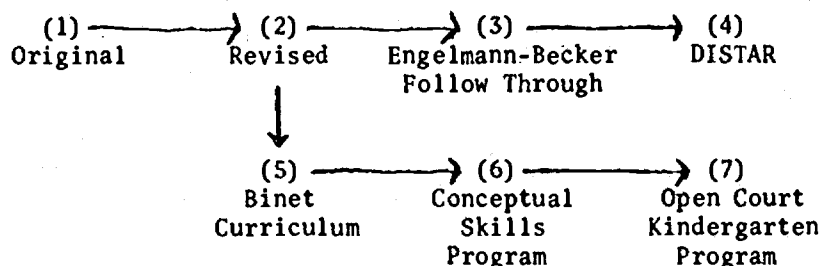 (1) (2) (3) (4)
Original Revised Engelmann-Becker DISTAR
Follow Through
(5) (6) (7)
Binet Conceptual Open Court
Curriculum Skills Kindergarten
Program Program